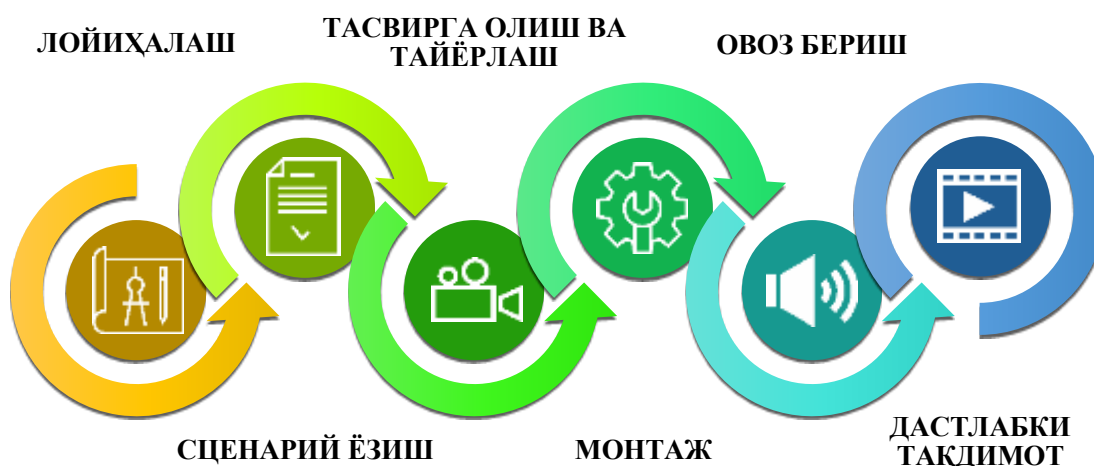 ЛОЙИҲАЛАШ
ТАСВИРГА ОЛИШ ВА
ТАЙЁРЛАШ
ОВОЗ БЕРИШ
СЦЕНАРИЙ ЁЗИШ
МОНТАЖ
ДАСТЛАБКИ
ТАҚДИМОТ